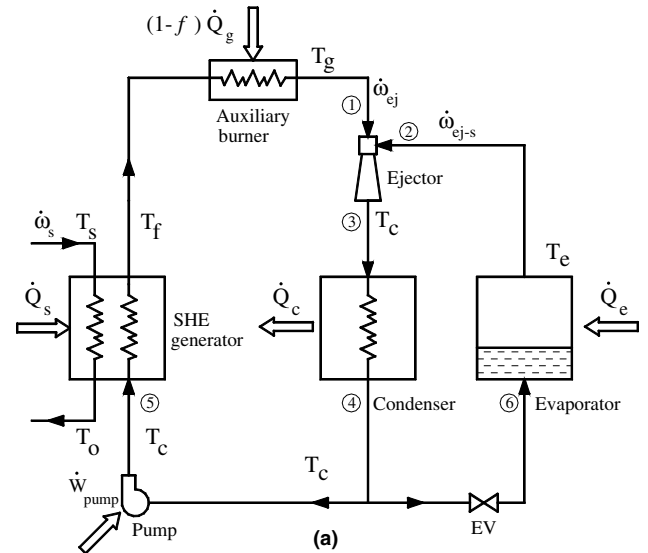 (1-f) Q̇g
Tg
ω̇ej
Auxiliary
burner
①
②
ω̇ej-s
Ejector
ω̇s
Ts
Tf
③
Tc
Te
Q̇s
SHE
generator
Q̇c
Q̇e
④
Condenser
⑥
Evaporator
⑤
To
Tc
Tc
Ẇpump
Pump
EV
(a)